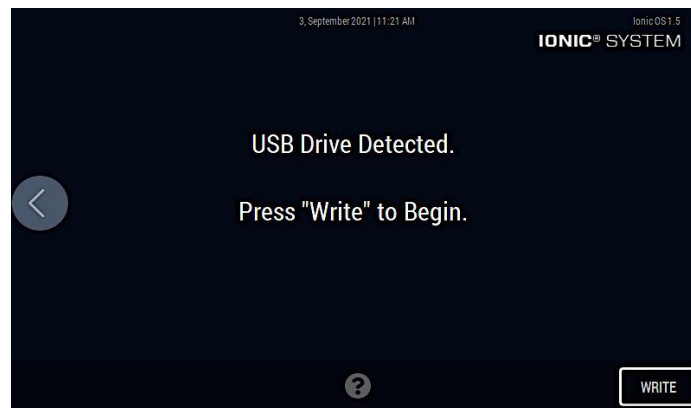 3, September 2021 | 11:21 AM
Ionic OS 1.5
IONIC® SYSTEM
USB Drive Detected.
Press "Write" to Begin.
?
WRITE